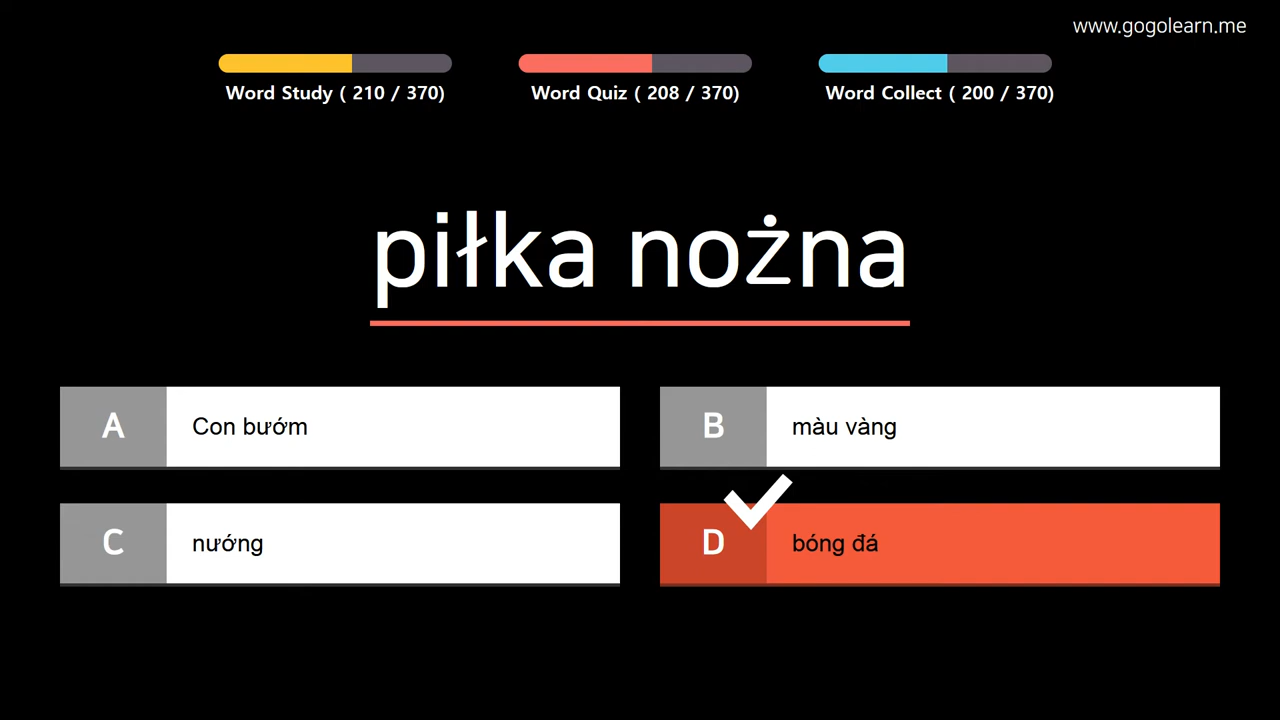 www.gogolearn.me
Word Study ( 210 / 370)
Word Quiz ( 208 / 370)
Word Collect ( 200 / 370)
piłka nożna
A
Con bướm
B
màu vàng
C
nướng
D
bóng đá